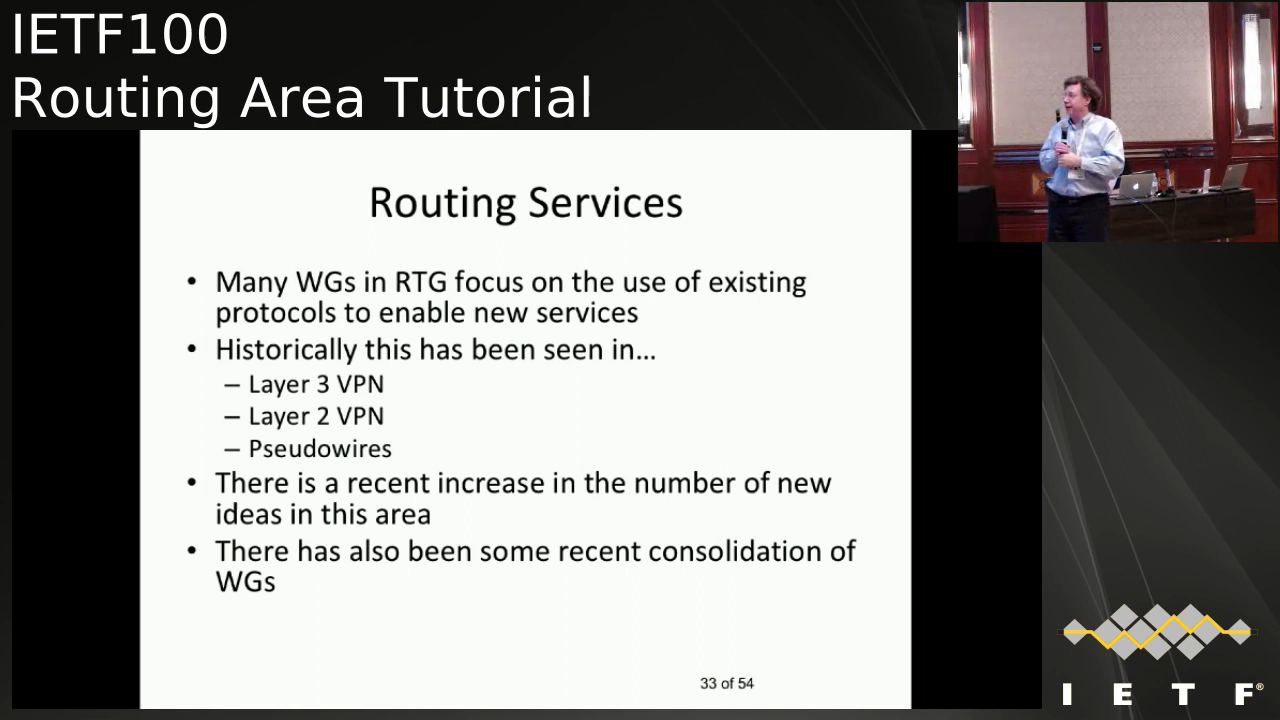 IETF100
Routing Area Tutorial
Routing Services
• Many WGs in RTG focus on the use of existing
protocols to enable new services
• Historically this has been seen in…
– Layer 3 VPN
– Layer 2 VPN
– Pseudowires
• There is a recent increase in the number of new
ideas in this area
• There has also been some recent consolidation of
WGs
33 of 54
I E T F®